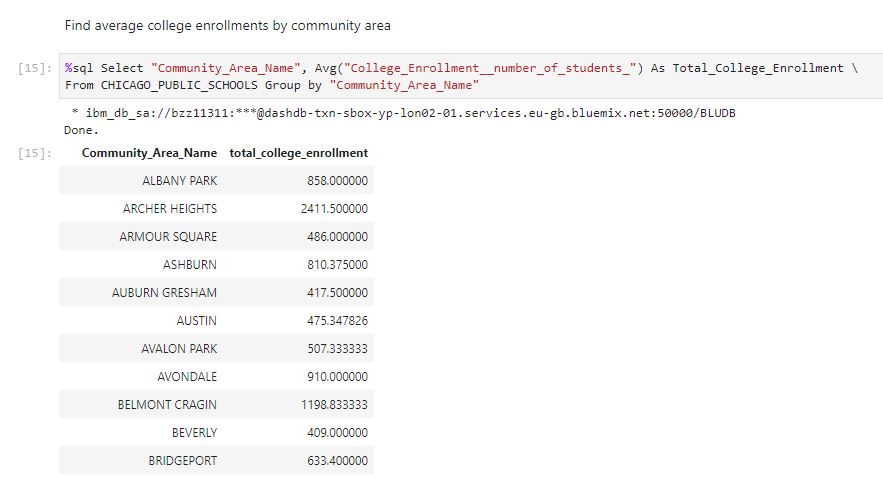 Find average college enrollments by community area
[15]: %sql Select "Community_Area_Name", Avg("College_Enrollment__number_of_students_") As Total_College_Enrollment \
From CHICAGO_PUBLIC_SCHOOLS Group by "Community_Area_Name"
* ibm_db_sa://bzz11311:***@dashdb-txn-sbox-yp-lon02-01.services.eu-gb.bluemix.net:50000/BLUDB
Done.
[15]: Community_Area_Name total_college_enrollment
ALBANY PARK 858.000000
ARCHER HEIGHTS 2411.500000
ARMOUR SQUARE 486.000000
ASHBURN 810.375000
AUBURN GRESHAM 417.500000
AUSTIN 475.347826
AVALON PARK 507.333333
AVONDALE 910.000000
BELMONT CRAGIN 1198.833333
BEVERLY 409.000000
BRIDGEPORT 633.400000